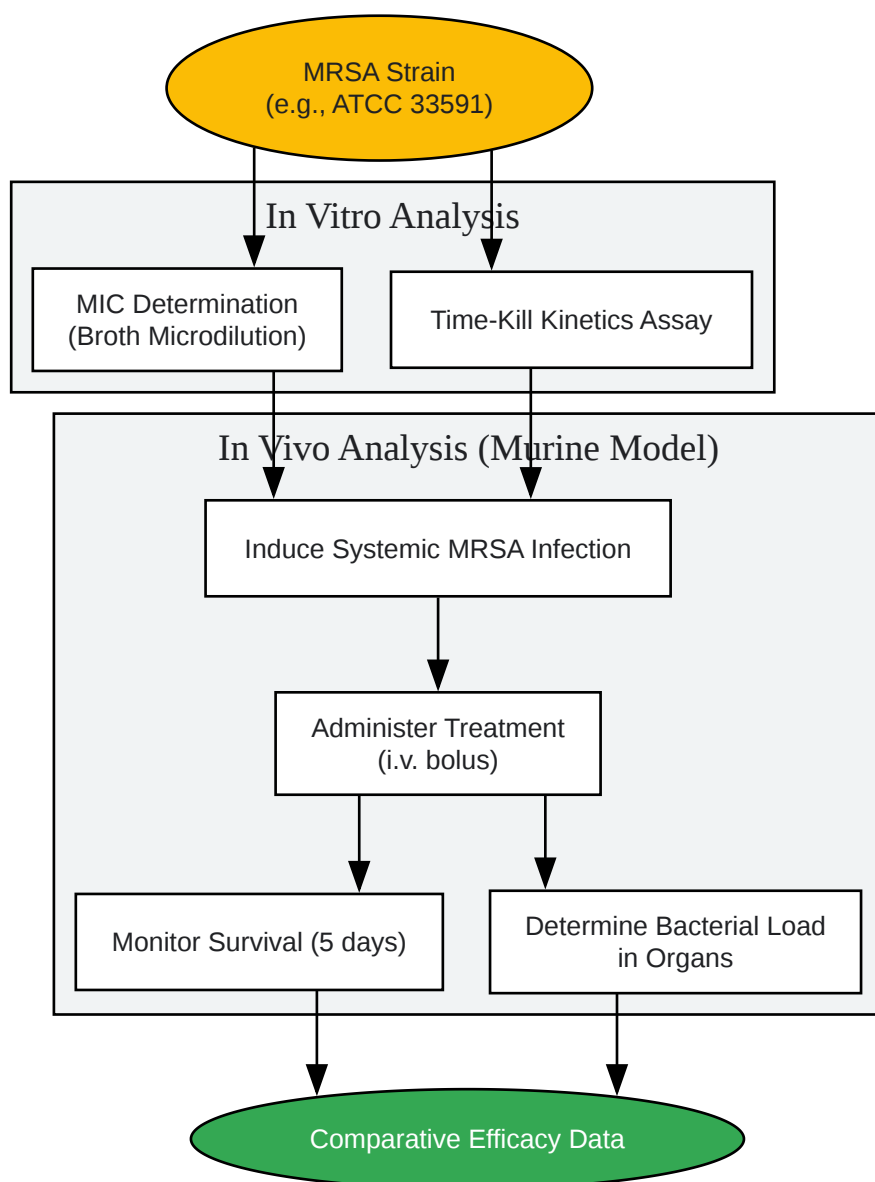 MRSA Strain
(e.g., ATCC 33591)
In Vitro Analysis
MIC Determination
(Broth Microdilution)
Time-Kill Kinetics Assay
In Vivo Analysis (Murine Model)
Induce Systemic MRSA Infection
Administer Treatment
(i.v. bolus)
Monitor Survival (5 days)
Determine Bacterial Load
in Organs
Comparative Efficacy Data